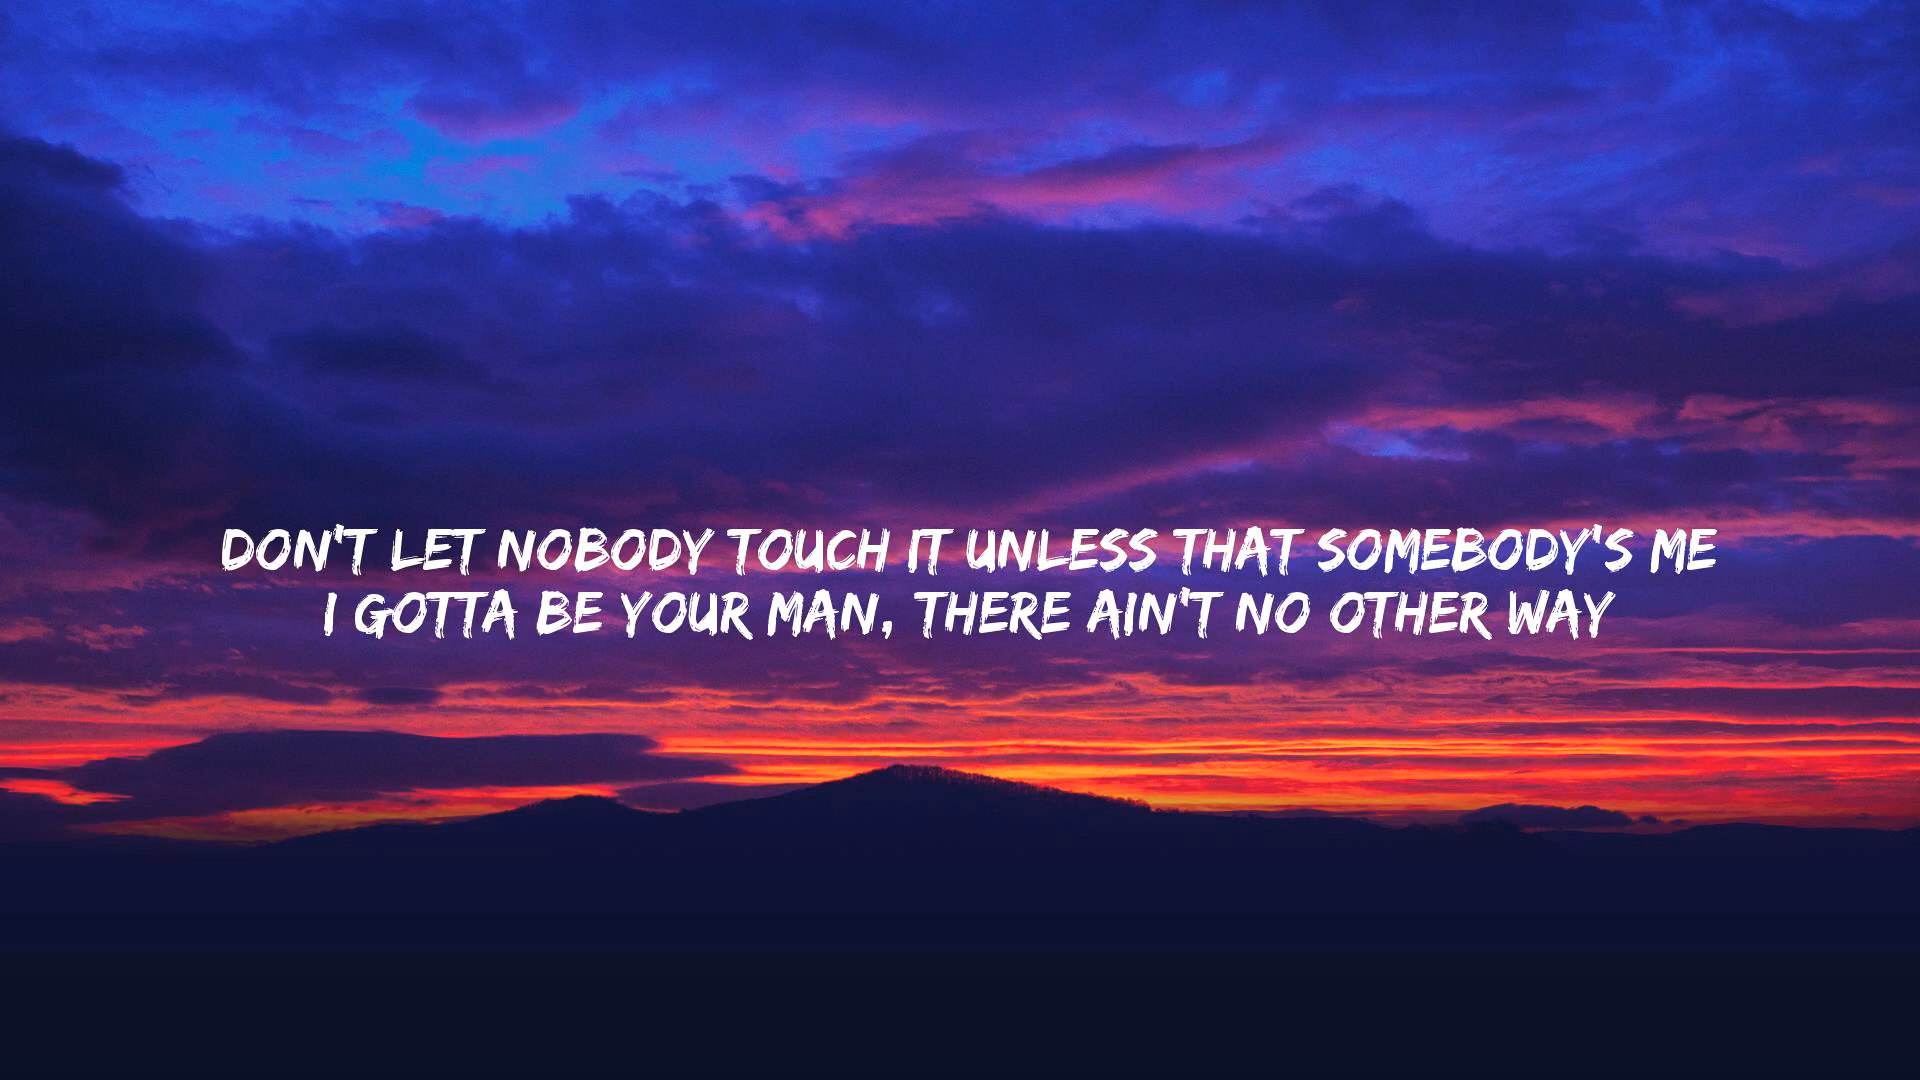 DON'T LET NOBODY TOUCH IT UNLESS THAT SOMEBODY'S ME
I GOTTA BE YOUR MAN, THERE AIN'T NO OTHER WAY